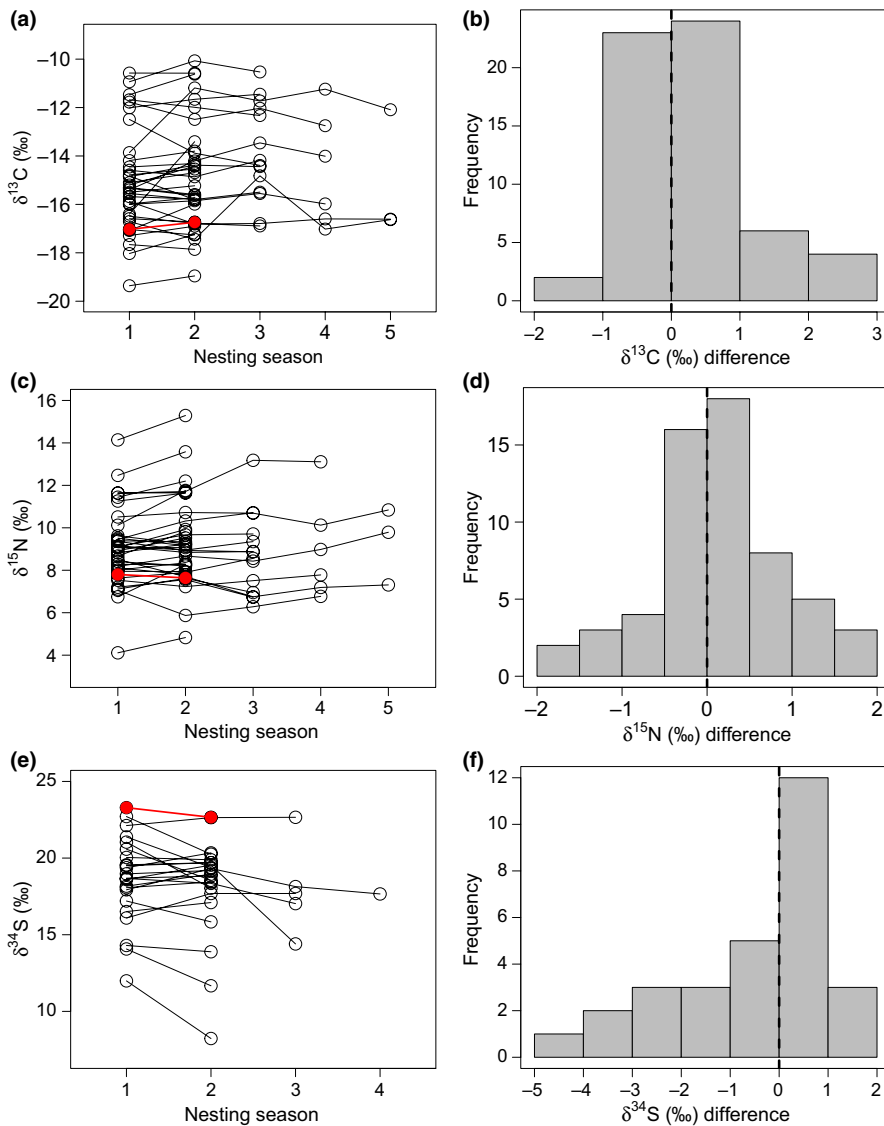 (a)
δ13C (‰)
−10
−12
−14
−16
−18
−20
1 2 3 4 5
Nesting season
(b)
Frequency
20
15
10
5
0
−2 −1 0 1 2 3
δ13C (‰) difference
(c)
δ15N (‰)
16
14
12
10
8
6
4
1 2 3 4 5
Nesting season
(d)
Frequency
15
10
5
0
−2 −1 0 1 2
δ15N (‰) difference
(e)
δ34S (‰)
25
20
15
10
1 2 3 4
Nesting season
(f)
Frequency
12
10
8
6
4
2
0
−5 −4 −3 −2 −1 0 1 2
δ34S (‰) difference